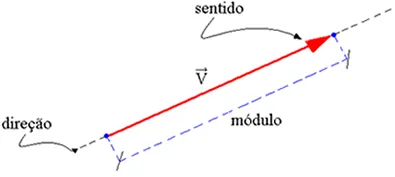 sentido
V
módulo
direção